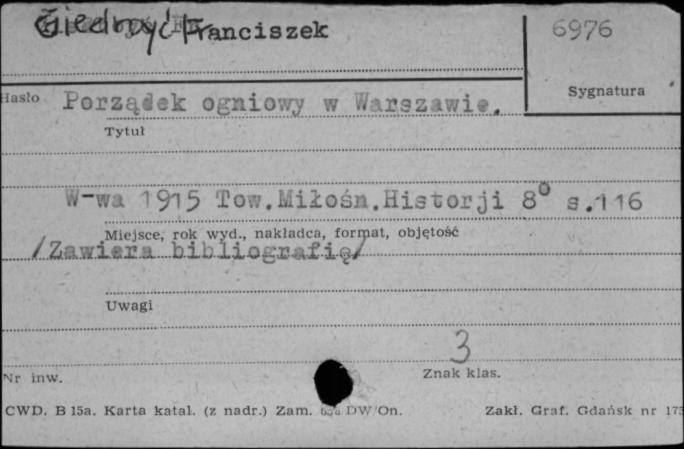 Giedroyć Franciszek
6976
Sygnatura
Hasło
Porządek ogniowy w Warszawie.
Tytuł
W-wa 1915 Tow.Miłośn.Historji 8⁰ s.116
Miejsce, rok wyd., nakładca, format, objętość
/Zawiera bibliografię/
Uwagi
3
Nr inw.
Znak klas.
CWD. B 15a. Karta katal. (z nadr.) Zam. DW/On. Zakł. Graf. Gdańsk nr 175